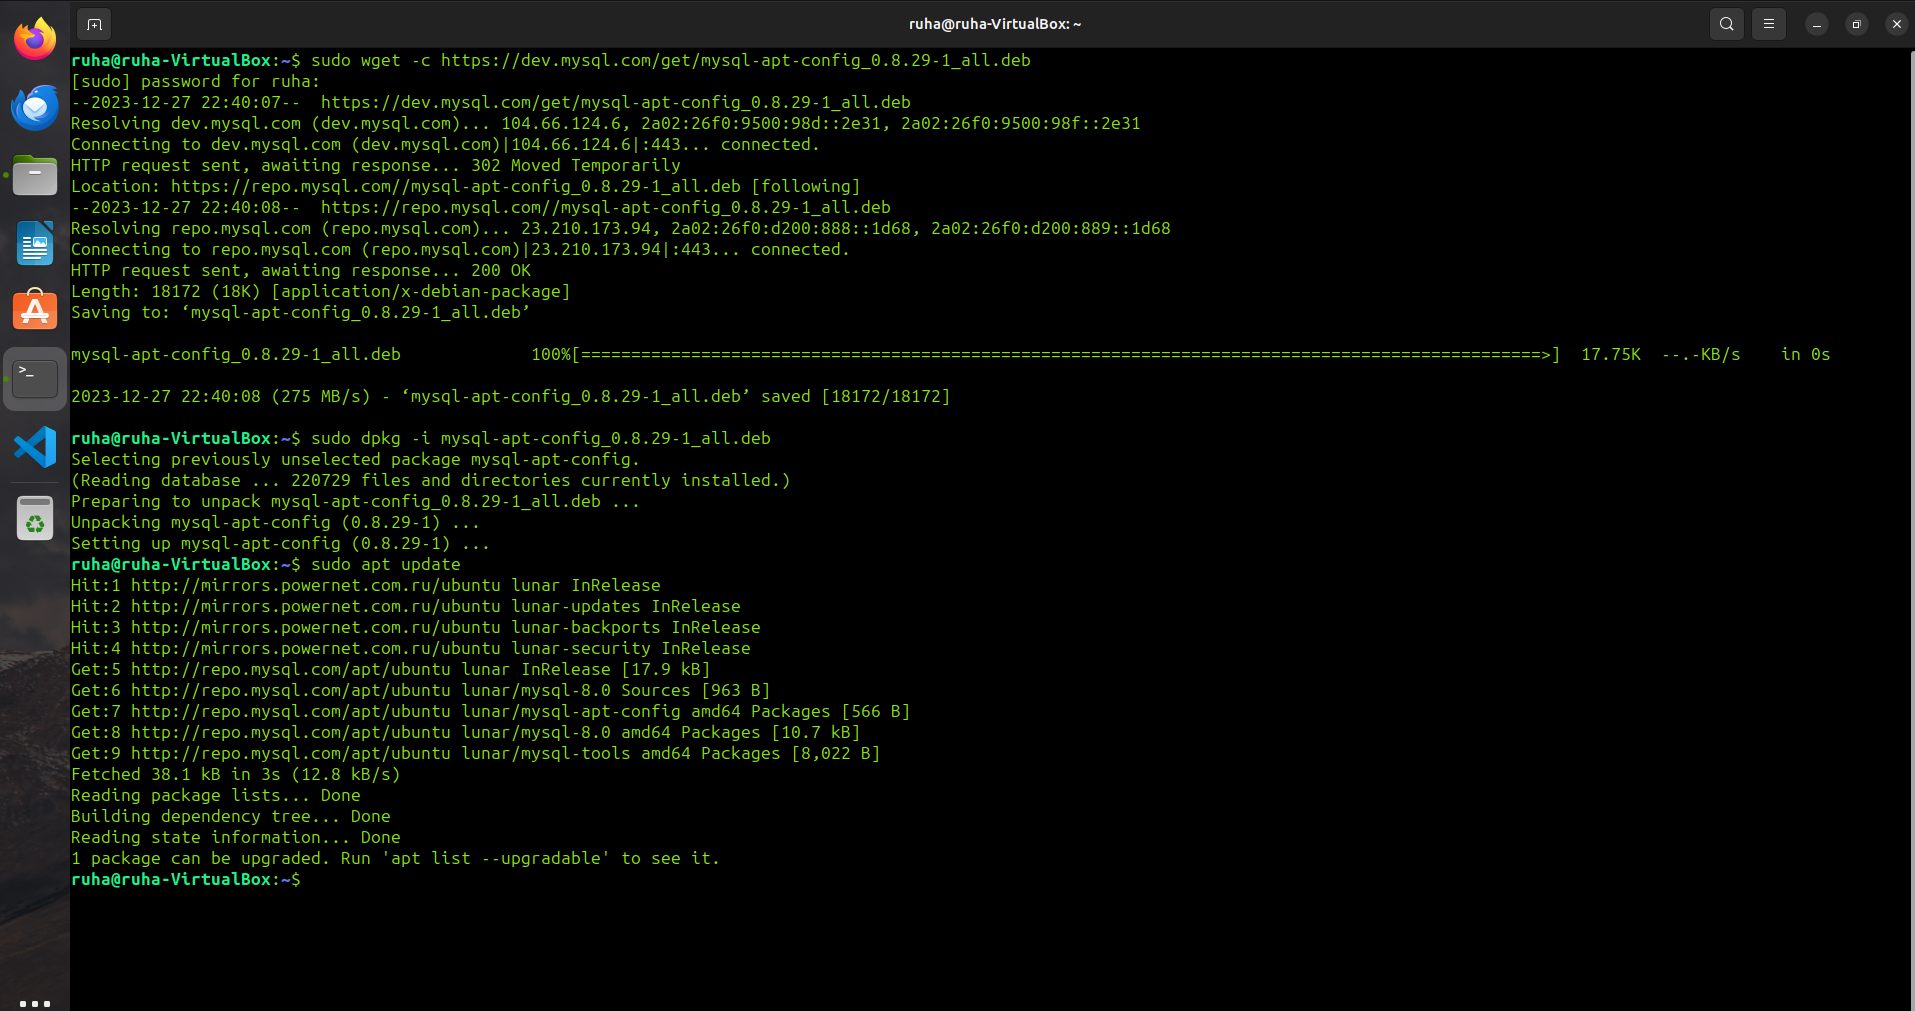 ruha@ruha-VirtualBox: ~
ruha@ruha-VirtualBox:~$ sudo wget -c https://dev.mysql.com/get/mysql-apt-config_0.8.29-1_all.deb
[sudo] password for ruha:
--2023-12-27 22:40:07--  https://dev.mysql.com/get/mysql-apt-config_0.8.29-1_all.deb
Resolving dev.mysql.com (dev.mysql.com)... 104.66.124.6, 2a02:26f0:9500:98d::2e31, 2a02:26f0:9500:98f::2e31
Connecting to dev.mysql.com (dev.mysql.com)|104.66.124.6|:443... connected.
HTTP request sent, awaiting response... 302 Moved Temporarily
Location: https://repo.mysql.com//mysql-apt-config_0.8.29-1_all.deb [following]
--2023-12-27 22:40:08--  https://repo.mysql.com//mysql-apt-config_0.8.29-1_all.deb
Resolving repo.mysql.com (repo.mysql.com)... 23.210.173.94, 2a02:26f0:d200:888::1d68, 2a02:26f0:d200:889::1d68
Connecting to repo.mysql.com (repo.mysql.com)|23.210.173.94|:443... connected.
HTTP request sent, awaiting response... 200 OK
Length: 18172 (18K) [application/x-debian-package]
Saving to: ‘mysql-apt-config_0.8.29-1_all.deb’
mysql-apt-config_0.8.29-1_all.deb             100%[================================================================================================>]  17.75K  --.-KB/s    in 0s
2023-12-27 22:40:08 (275 MB/s) - ‘mysql-apt-config_0.8.29-1_all.deb’ saved [18172/18172]
ruha@ruha-VirtualBox:~$ sudo dpkg -i mysql-apt-config_0.8.29-1_all.deb
Selecting previously unselected package mysql-apt-config.
(Reading database ... 220729 files and directories currently installed.)
Preparing to unpack mysql-apt-config_0.8.29-1_all.deb ...
Unpacking mysql-apt-config (0.8.29-1) ...
Setting up mysql-apt-config (0.8.29-1) ...
ruha@ruha-VirtualBox:~$ sudo apt update
Hit:1 http://mirrors.powernet.com.ru/ubuntu lunar InRelease
Hit:2 http://mirrors.powernet.com.ru/ubuntu lunar-updates InRelease
Hit:3 http://mirrors.powernet.com.ru/ubuntu lunar-backports InRelease
Hit:4 http://mirrors.powernet.com.ru/ubuntu lunar-security InRelease
Get:5 http://repo.mysql.com/apt/ubuntu lunar InRelease [17.9 kB]
Get:6 http://repo.mysql.com/apt/ubuntu lunar/mysql-8.0 Sources [963 B]
Get:7 http://repo.mysql.com/apt/ubuntu lunar/mysql-apt-config amd64 Packages [566 B]
Get:8 http://repo.mysql.com/apt/ubuntu lunar/mysql-8.0 amd64 Packages [10.7 kB]
Get:9 http://repo.mysql.com/apt/ubuntu lunar/mysql-tools amd64 Packages [8,022 B]
Fetched 38.1 kB in 3s (12.8 kB/s)
Reading package lists... Done
Building dependency tree... Done
Reading state information... Done
1 package can be upgraded. Run 'apt list --upgradable' to see it.
ruha@ruha-VirtualBox:~$